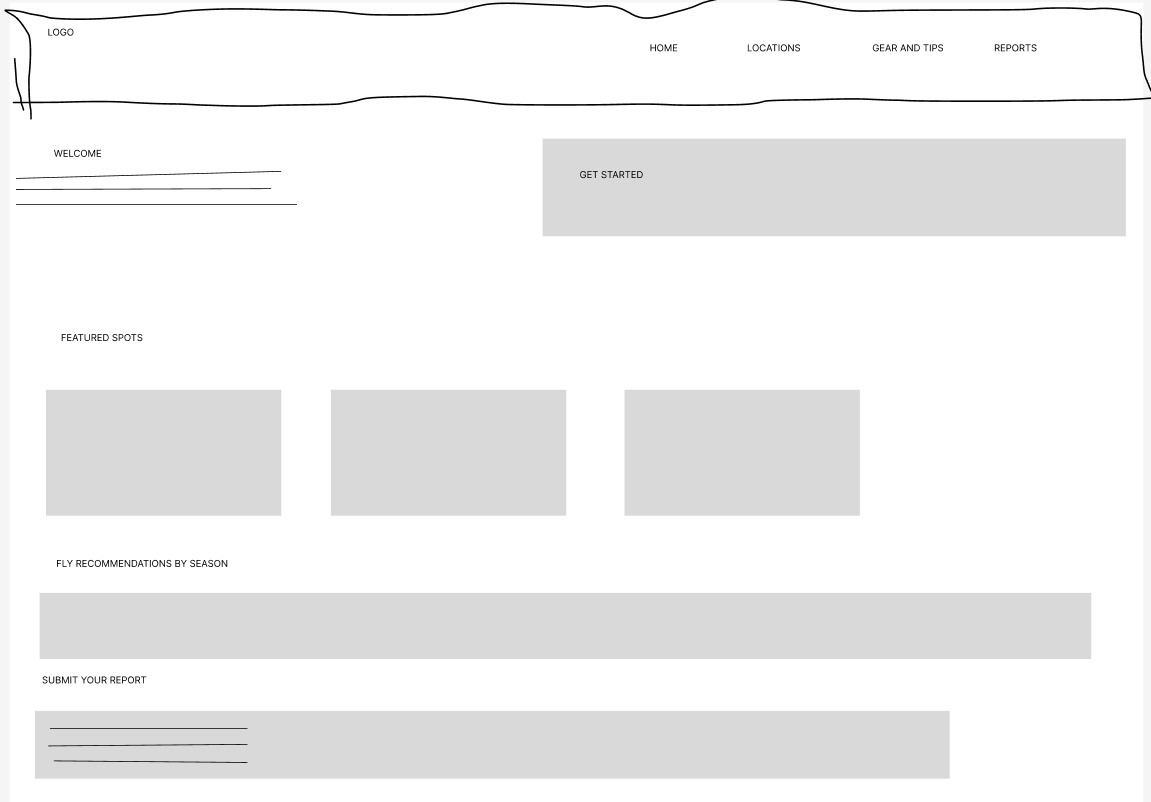 LOGO
HOME
LOCATIONS
GEAR AND TIPS
REPORTS
WELCOME
GET STARTED
FEATURED SPOTS
FLY RECOMMENDATIONS BY SEASON
SUBMIT YOUR REPORT